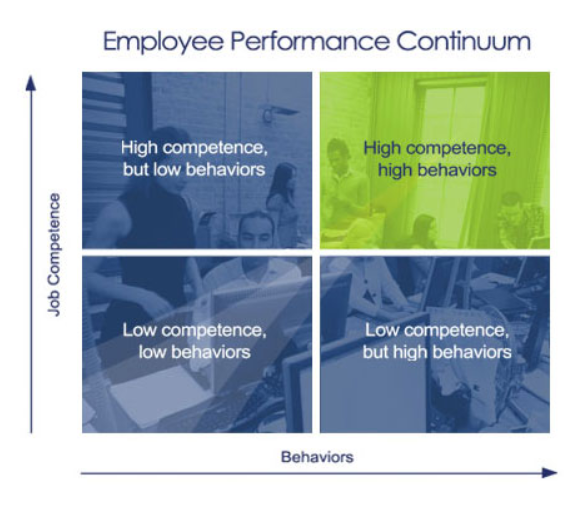 Employee Performance Continuum
High competence,
but low behaviors
High competence,
high behaviors
Job Competence
Low competence,
low behaviors
Low competence,
but high behaviors
Behaviors